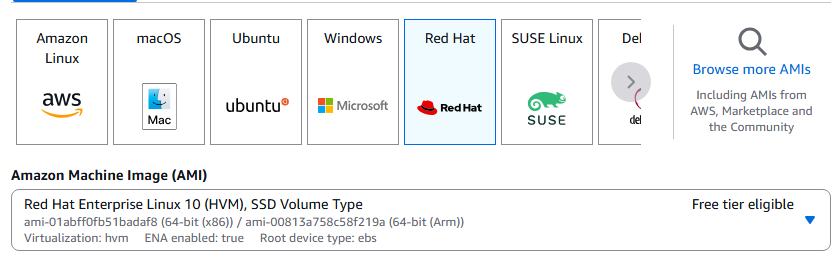 Amazon Linux
aws
macOS
Mac
Ubuntu
ubuntu
Windows
Microsoft
Red Hat
Red Hat
SUSE Linux
SUSE
Browse more AMIs
Including AMIs from
AWS, Marketplace and
the Community
Amazon Machine Image (AMI)
Red Hat Enterprise Linux 10 (HVM), SSD Volume Type
Free tier eligible
ami-01abff0fb51badaf8 (64-bit (x86)) / ami-00813a758c58f219a (64-bit (Arm))
Virtualization: hvm ENA enabled: true Root device type: ebs